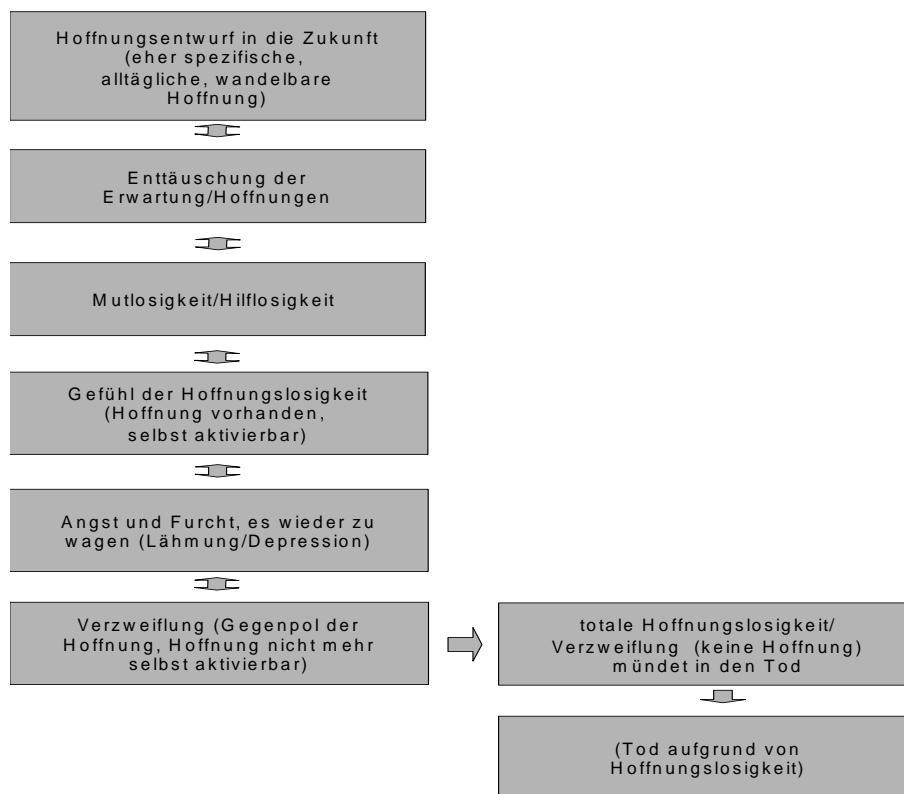 Hoffnungsentwurf in die Zukunft
(eher spezifische,
alltägliche, wandelbare
Hoffnung)
Enttäuschung der
Erwartung/Hoffnungen
Mutlosigkeit/Hilflosigkeit
Gefühl der Hoffnungslosigkeit
(Hoffnung vorhanden,
selbst aktivierbar)
Angst und Furcht, es wieder zu
wagen (Lähmung/Depression)
Verzweiflung (Gegenpol der
Hoffnung, Hoffnung nicht mehr
selbst aktivierbar)
totale Hoffnungslosigkeit/
Verzweiflung (keine Hoffnung)
mündet in den Tod
(Tod aufgrund von
Hoffnungslosigkeit)